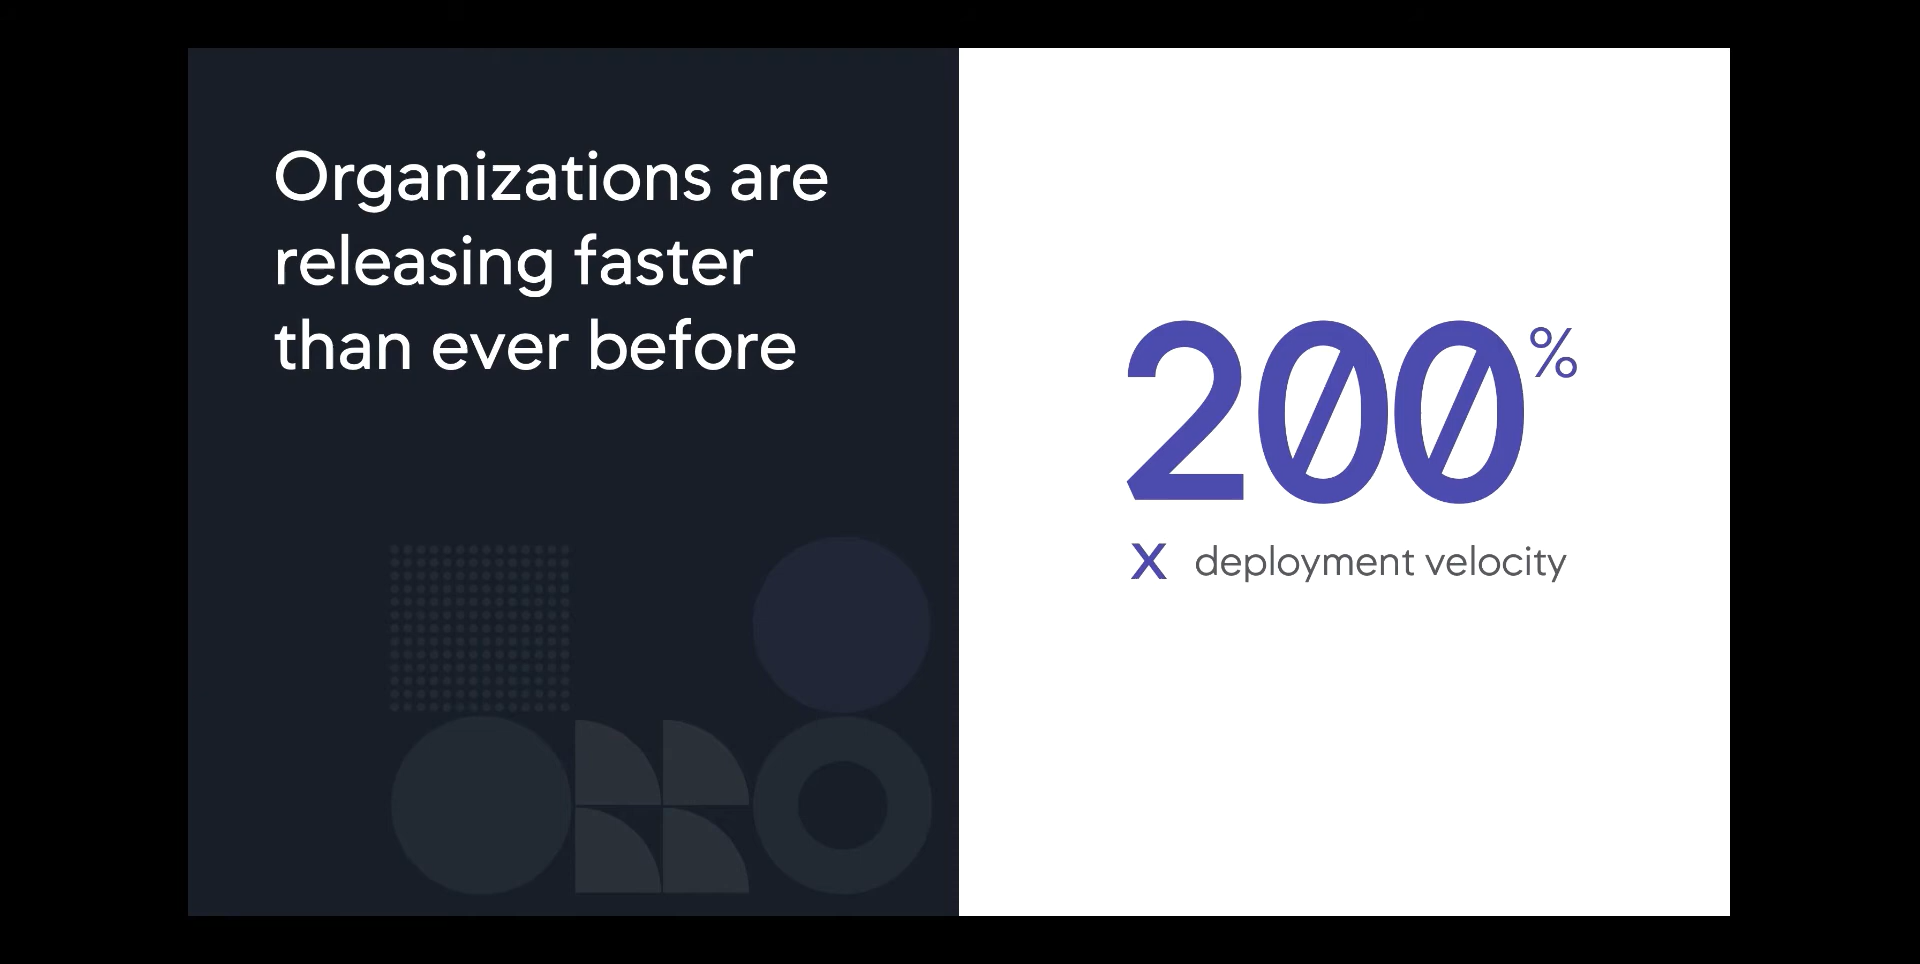 Organizations are
releasing faster
than ever before
200%
X deployment velocity